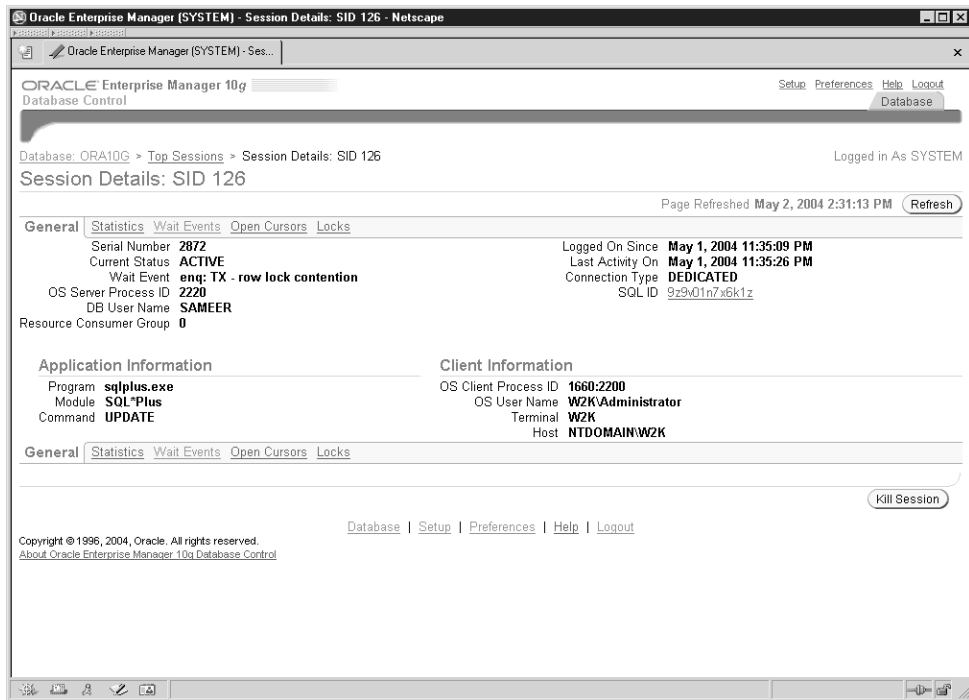 Oracle Enterprise Manager (SYSTEM) - Session Details: SID 126 - Netscape
Oracle Enterprise Manager (SYSTEM) - Ses...
ORACLE Enterprise Manager 10g
Database Control
Setup Preferences Help Logout
Database
Database: ORA10G > Top Sessions > Session Details: SID 126
Logged in As SYSTEM
Session Details: SID 126
Page Refreshed May 2, 2004 2:31:13 PM Refresh
General Statistics Wait Events Open Cursors Locks
Serial Number 2872
Current Status ACTIVE
Wait Event enq: TX - row lock contention
OS Server Process ID 2220
DB User Name SAMEER
Resource Consumer Group 0
Logged On Since May 1, 2004 11:35:09 PM
Last Activity On May 1, 2004 11:35:26 PM
Connection Type DEDICATED
SQL ID 9z9v01n7x6k1z
Application Information
Program sqlplus.exe
Module SQL*Plus
Command UPDATE
Client Information
OS Client Process ID 1660:2200
OS User Name W2K\Administrator
Terminal W2K
Host NTDOMAIN\W2K
General Statistics Wait Events Open Cursors Locks
Kill Session
Database | Setup | Preferences | Help | Logout
Copyright © 1996, 2004, Oracle. All rights reserved.
About Oracle Enterprise Manager 10g Database Control